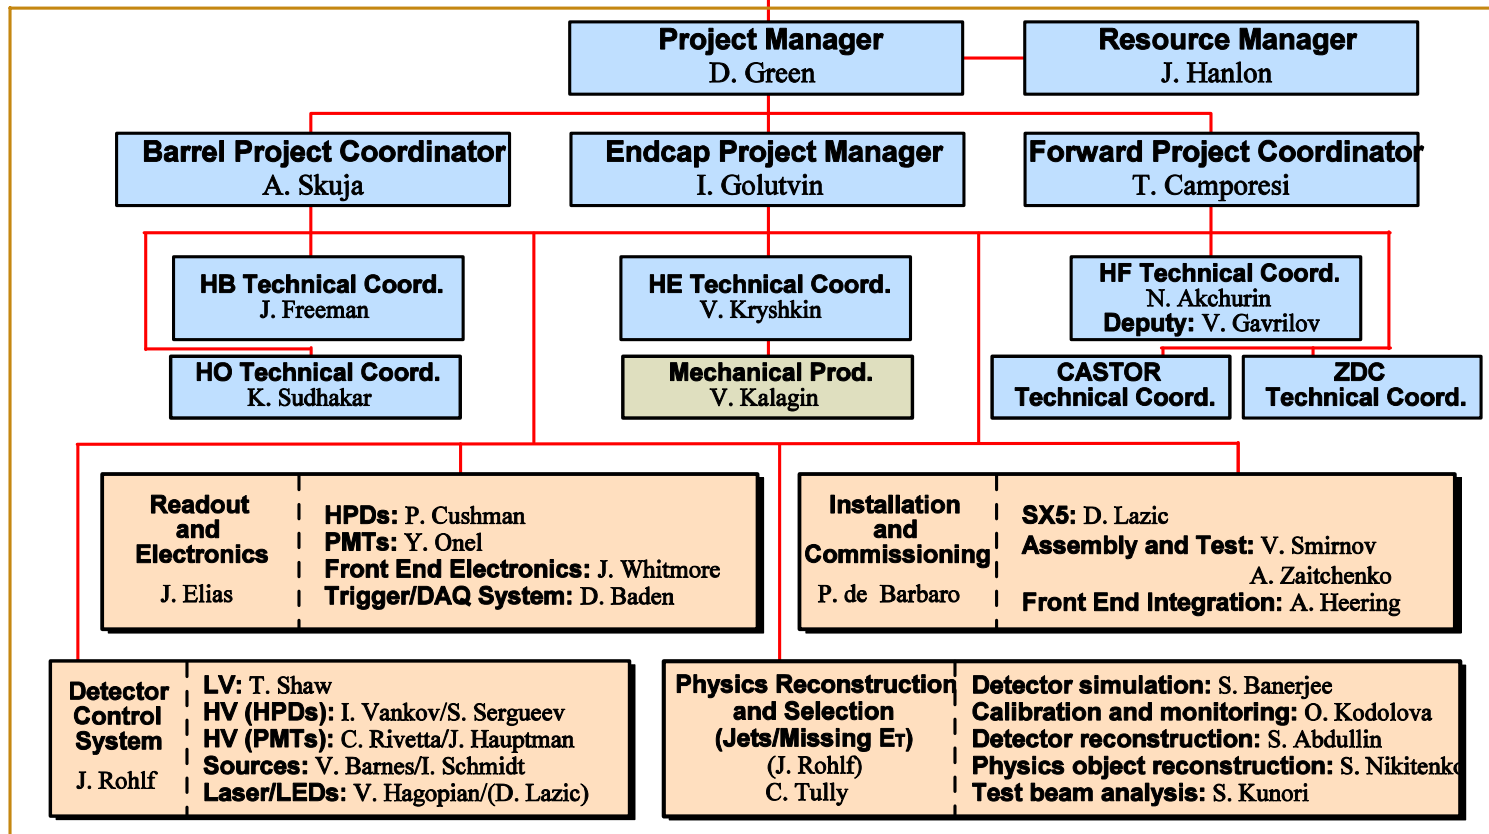 Project Manager
D. Green
Resource Manager
J. Hanlon
Barrel Project Coordinator
A. Skuja
Endcap Project Manager
I. Golutvin
Forward Project Coordinator
T. Camporesi
HB Technical Coord.
J. Freeman
HE Technical Coord.
V. Kryshkin
HF Technical Coord.
N. Akchurin
Deputy: V. Gavrilov
HO Technical Coord.
K. Sudhakar
Mechanical Prod.
V. Kalagin
CASTOR
Technical Coord.
ZDC
Technical Coord.
Readout
and
Electronics
J. Elias
HPDs: P. Cushman
PMTs: Y. Onel
Front End Electronics: J. Whitmore
Trigger/DAQ System: D. Baden
Installation
and
Commissioning
P. de Barbaro
SX5: D. Lazic
Assembly and Test: V. Smirnov
A. Zaitchenko
Front End Integration: A. Heering
Detector
Control
System
J. Rohlf
LV: T. Shaw
HV (HPDs): I. Vankov/S. Sergueev
HV (PMTs): C. Rivetta/J. Hauptman
Sources: V. Barnes/I. Schmidt
Laser/LEDs: V. Hagopian/(D. Lazic)
Physics Reconstruction
and Selection
(Jets/Missing ET)
(J. Rohlf)
C. Tully
Detector simulation: S. Banerjee
Calibration and monitoring: O. Kodolova
Detector reconstruction: S. Abdullin
Physics object reconstruction: S. Nikitenko
Test beam analysis: S. Kunori